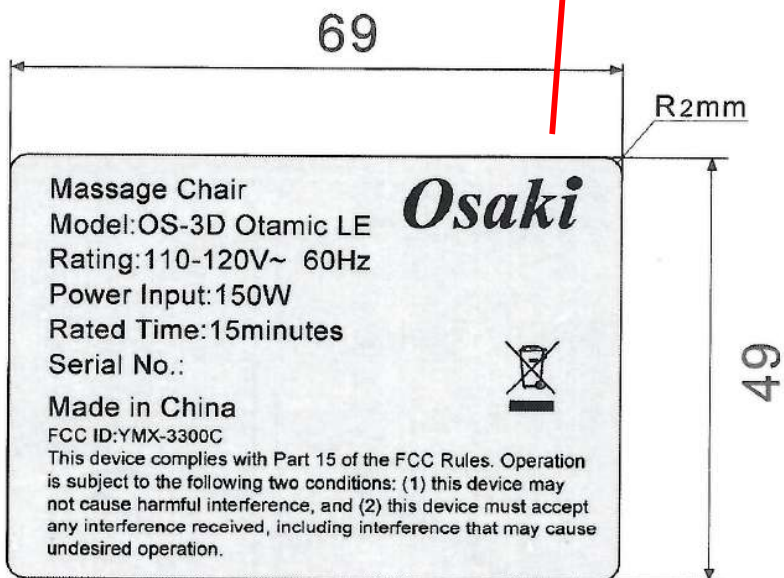 69
R2mm
Osaki
Massage Chair
Model:OS-3D Otamic LE
Rating:110-120V~ 60Hz
Power Input:150W
Rated Time:15minutes
Serial No.:
Made in China
FCC ID:YMX-3300C
This device complies with Part 15 of the FCC Rules. Operation
is subject to the following two conditions: (1) this device may
not cause harmful interference, and (2) this device must accept
any interference received, including interference that may cause
undesired operation.
49